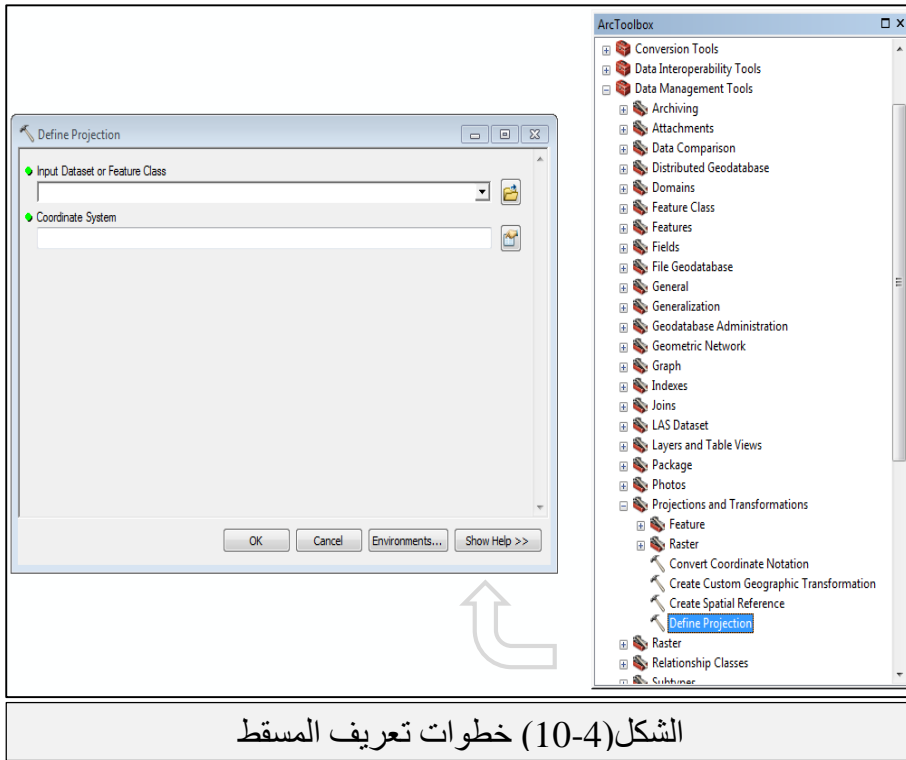 Define Projection
Input Dataset or Feature Class
Coordinate System
OK Cancel Environments... Show Help >>
ArcToolbox
Conversion Tools
Data Interoperability Tools
Data Management Tools
Archiving
Attachments
Data Comparison
Distributed Geodatabase
Domains
Feature Class
Features
Fields
File Geodatabase
General
Generalization
Geodatabase Administration
Geometric Network
Graph
Indexes
Joins
LAS Dataset
Layers and Table Views
Package
Photos
Projections and Transformations
Feature
Raster
Convert Coordinate Notation
Create Custom Geographic Transformation
Create Spatial Reference
Define Projection
Raster
Relationship Classes
Subtypes
الشكل(4-10) خطوات تعريف المسقط